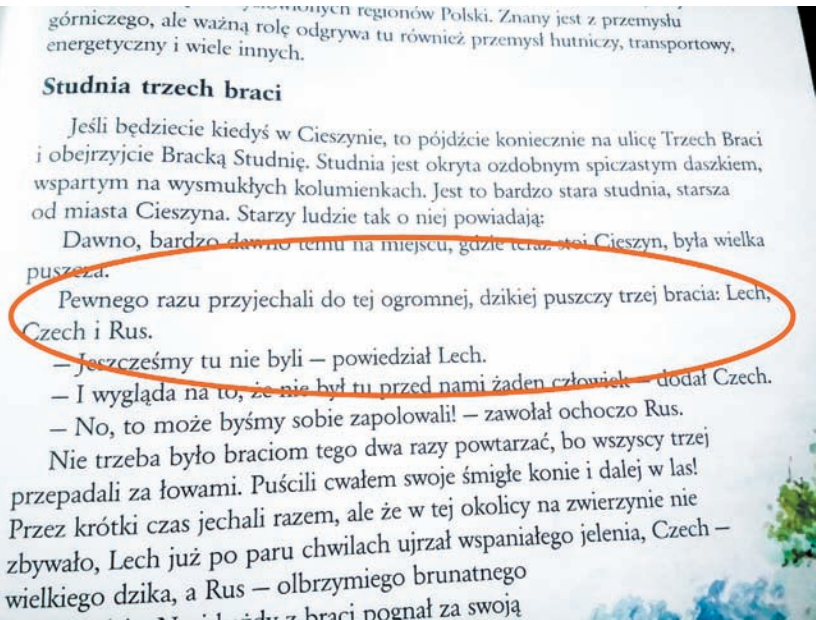 regionów Polski. Znany jest z przemysłu
górniczego, ale ważną rolę odgrywa tu również przemysł hutniczy, transportowy,
energetyczny i wiele innych.
Studnia trzech braci
Jeśli będziecie kiedyś w Cieszynie, to pójdźcie koniecznie na ulicę Trzech Braci
i obejrzyjcie Bracką Studnię. Studnia jest okryta ozdobnym spiczastym daszkiem,
wspartym na wysmukłych kolumienkach. Jest to bardzo stara studnia, starsza
od miasta Cieszyna. Starzy ludzie tak o niej powiadają:
Dawno, bardzo dawno temu na miejscu, gdzie teraz stoi Cieszyn, była wielka
puszcza.
Pewnego razu przyjechali do tej ogromnej, dzikiej puszczy trzej bracia: Lech,
Czech i Rus.
— Jeszcześmy tu nie byli — powiedział Lech.
— I wygląda na to, że nie był tu przed nami żaden człowiek — dodał Czech.
— No, to może byśmy sobie zapolowali! — zawołał ochoczo Rus.
Nie trzeba było braciom tego dwa razy powtarzać, bo wszyscy trzej
przepadali za łowami. Puścili cwałem swoje śmigłe konie i dalej w las!
Przez krótki czas jechali razem, ale że w tej okolicy na zwierzynie nie
zbywało, Lech już po paru chwilach ujrzał wspaniałego jelenia, Czech —
wielkiego dzika, a Rus — olbrzymiego brunatnego
z braci pognał za swoją